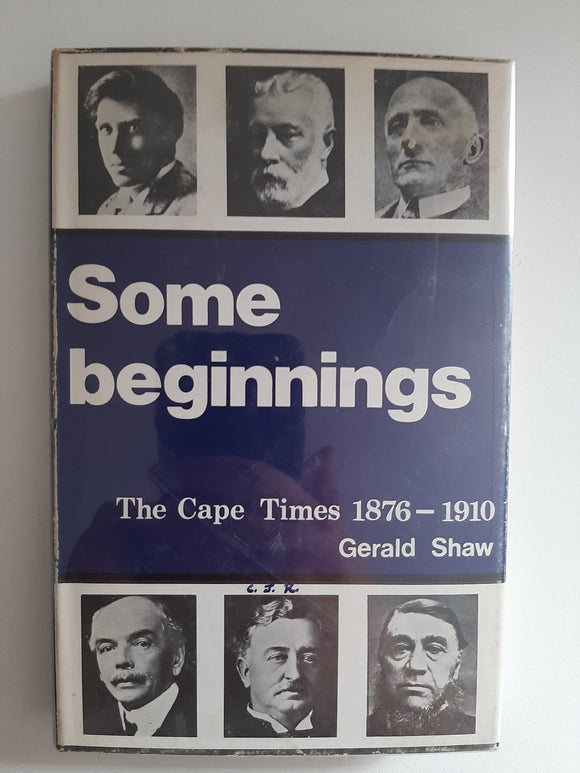 Some
beginnings
The Cape Times 1876–1910
Gerald Shaw
C. J. R.